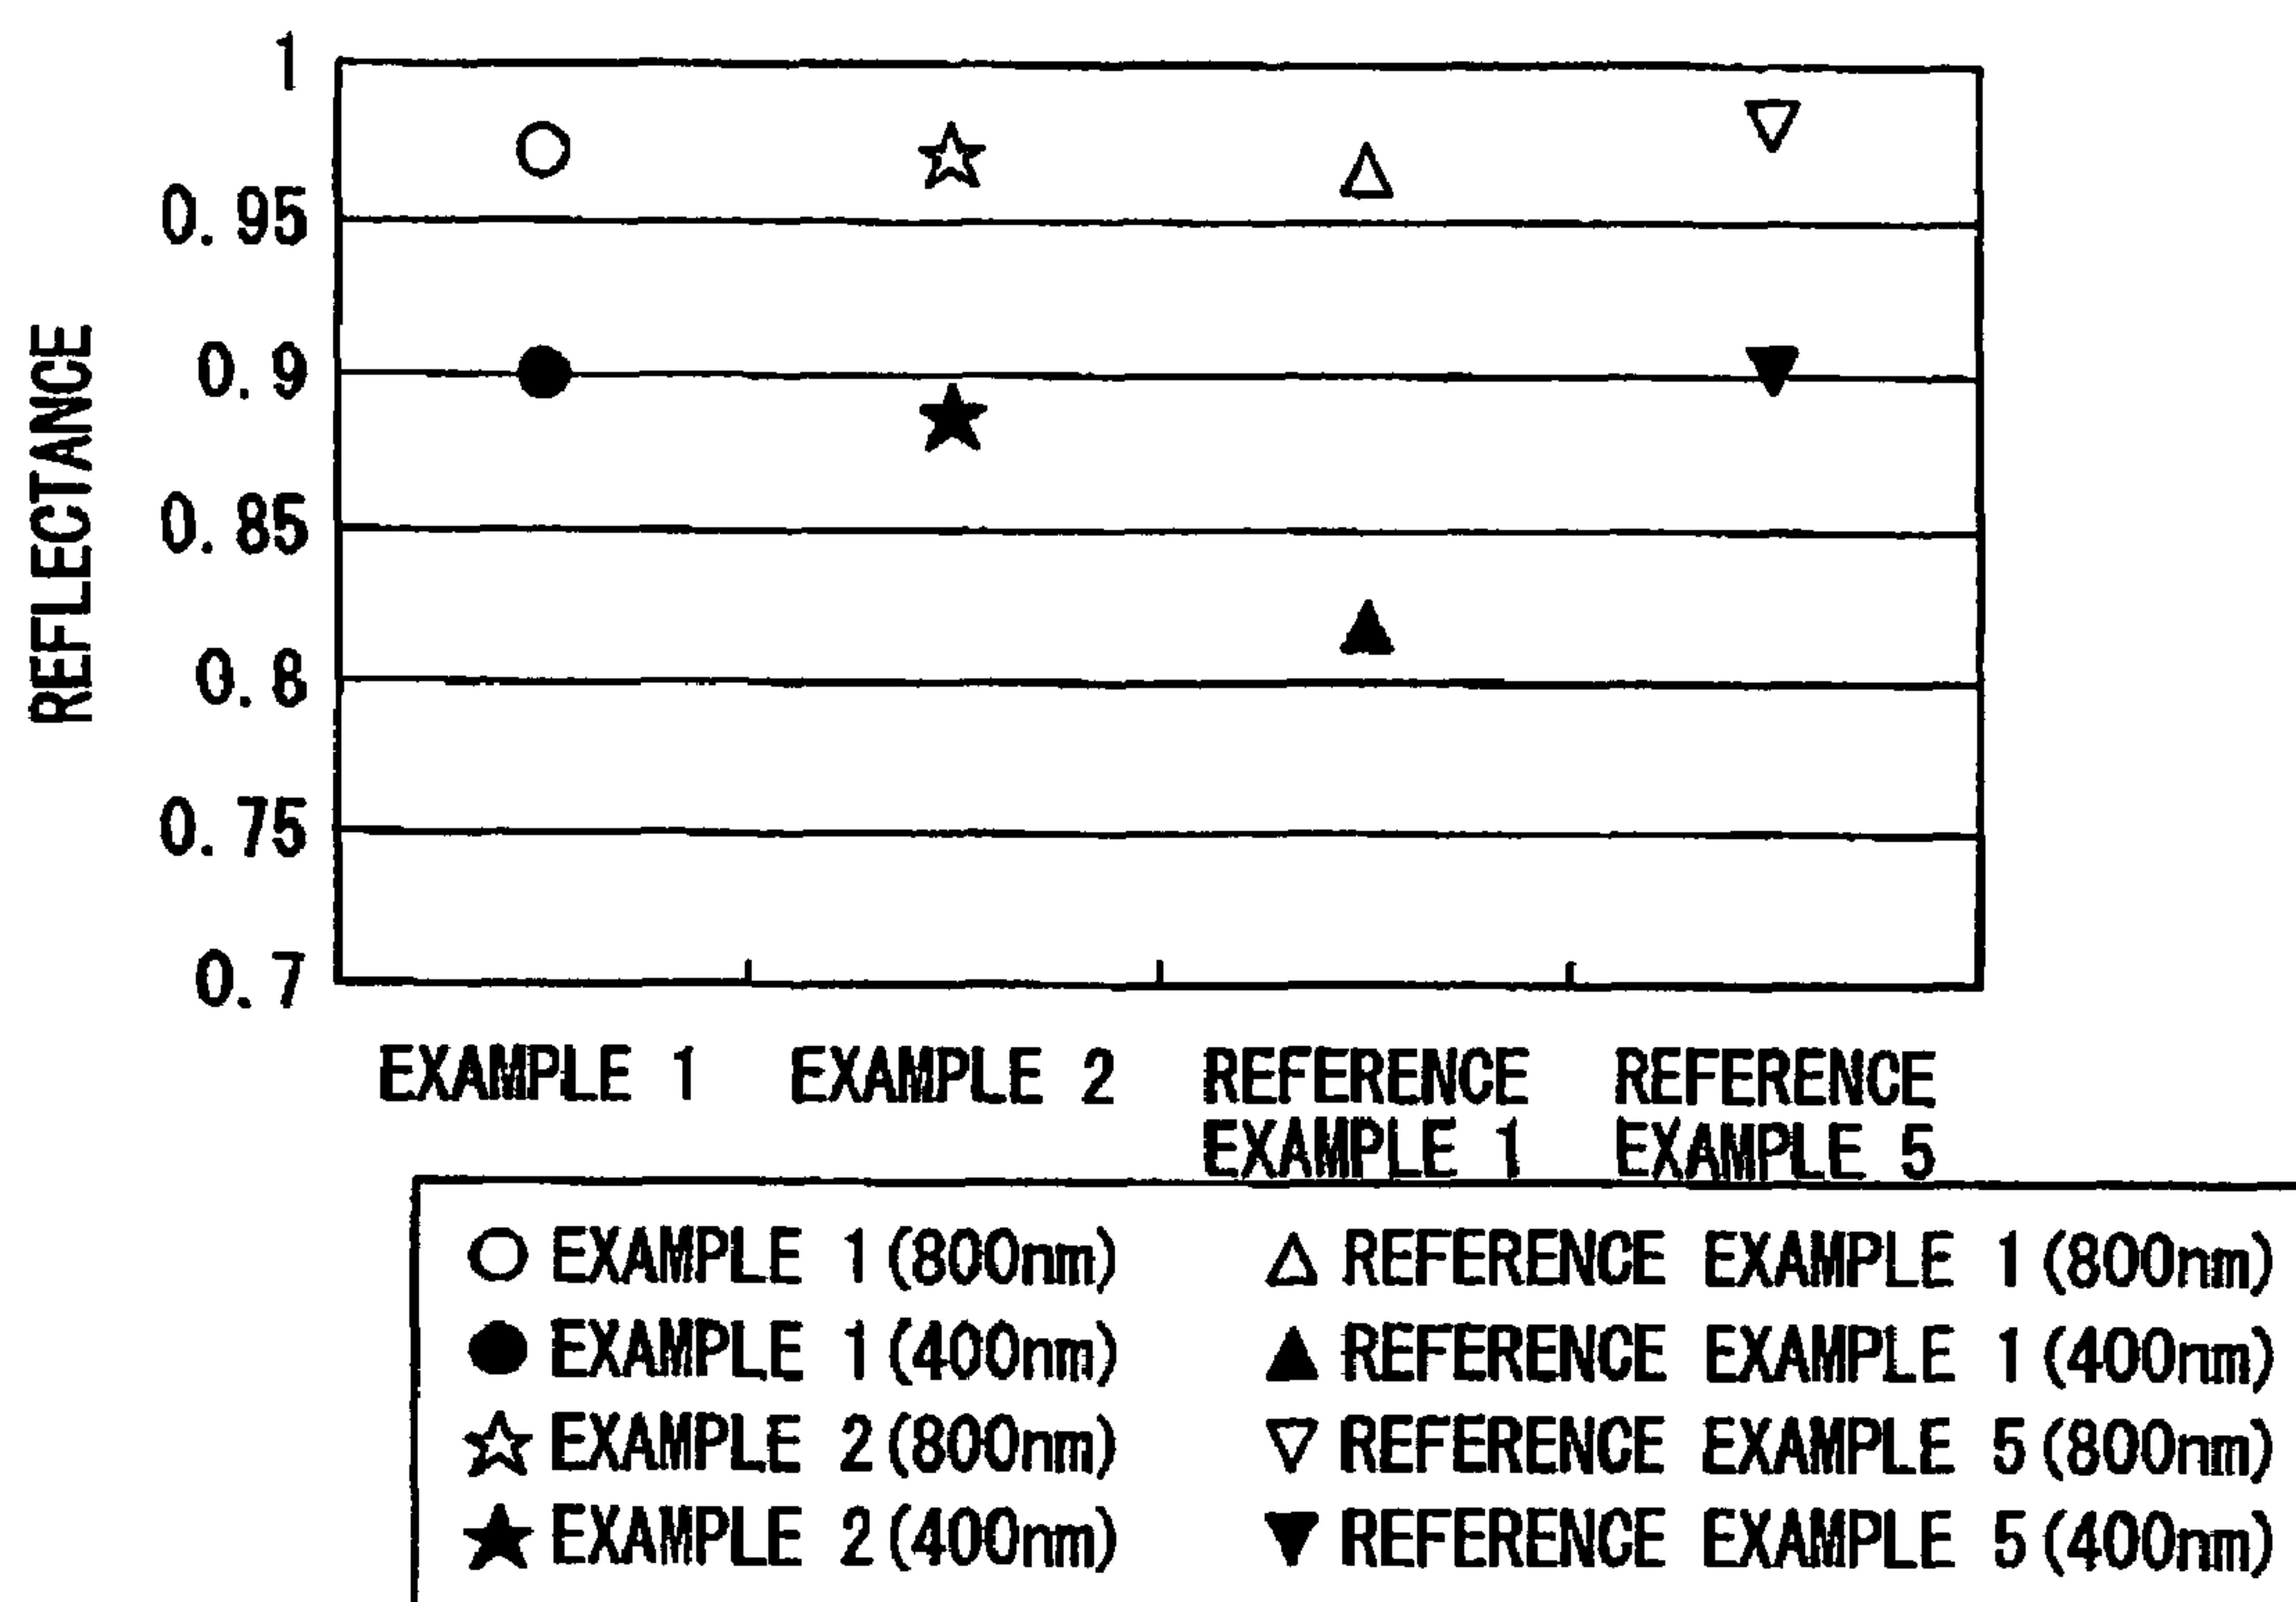 1
0.95
0.9
0.85
0.8
0.75
0.7
REFLECTANCE
EXAMPLE 1
EXAMPLE 2
REFERENCE
EXAMPLE 1
REFERENCE
EXAMPLE 5
EXAMPLE 1(800nm)
EXAMPLE 1(400nm)
EXAMPLE 2(800nm)
EXAMPLE 2(400nm)
REFERENCE EXAMPLE 1(800nm)
REFERENCE EXAMPLE 1(400nm)
REFERENCE EXAMPLE 5(800nm)
REFERENCE EXAMPLE 5(400nm)